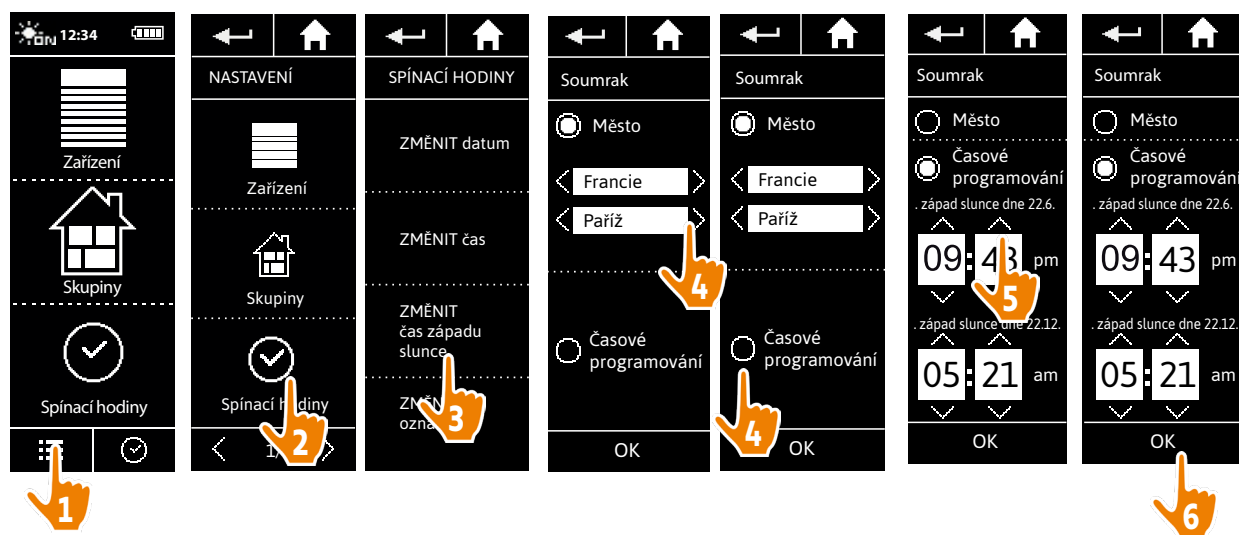 ON 12:34
Zařízení
Skupiny
Spínací hodiny
1
NASTAVENÍ
Zařízení
Skupiny
Spínací hodiny
1/
2
SPÍNACÍ HODINY
ZMĚNIT datum
ZMĚNIT čas
ZMĚNIT
čas západu
slunce
3
Soumrak
Město
Francie
Paříž
4
Časové
programování
OK
Soumrak
Město
Francie
Paříž
Časové
programování
4
OK
Soumrak
Město
Časové
programování
. západ slunce dne 22.6.
09:43 pm
5
. západ slunce dne 22.12.
05:21 am
OK
Soumrak
Město
Časové
programování
. západ slunce dne 22.6.
09:43 pm
. západ slunce dne 22.12.
05:21 am
OK
6